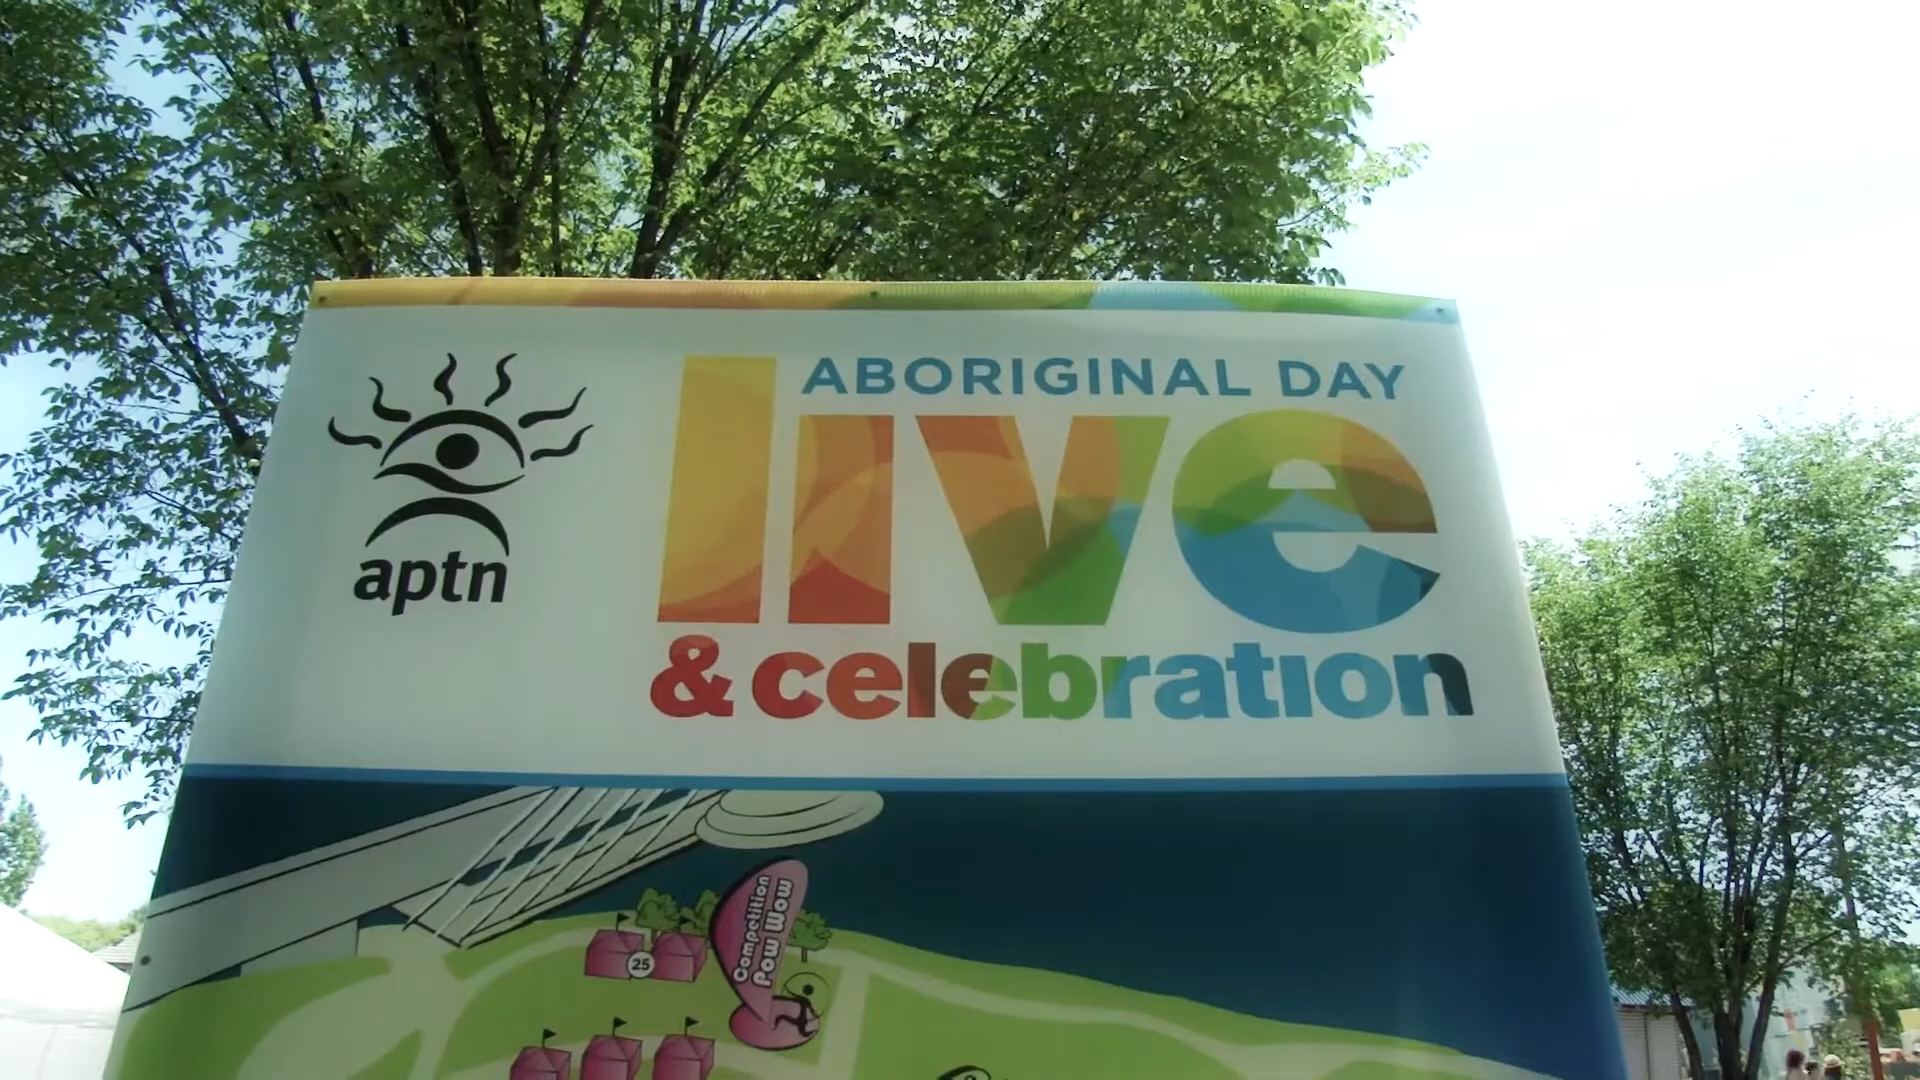 aptn
ABORIGINAL DAY
live
& celebration
Competition
Pow Wow
25